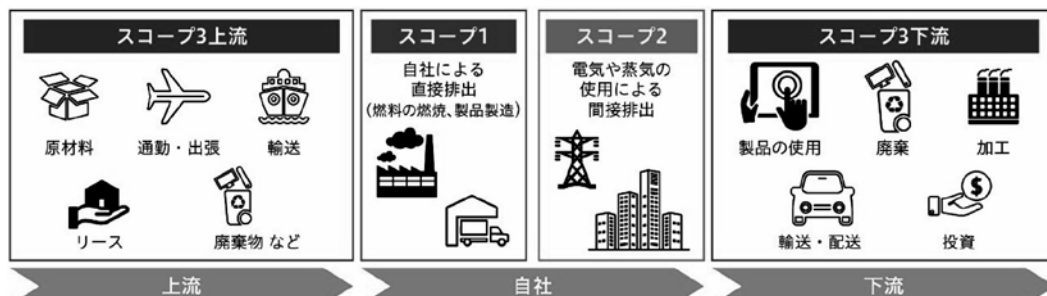 スコープ3上流
原材料
通勤・出張
輸送
リース
廃棄物 など
スコープ1
自社による
直接排出
(燃料の燃焼、製品製造)
スコープ2
電気や蒸気の
使用による
間接排出
スコープ3下流
製品の使用
廃棄
加工
輸送・配送
投資
上流
自社
下流